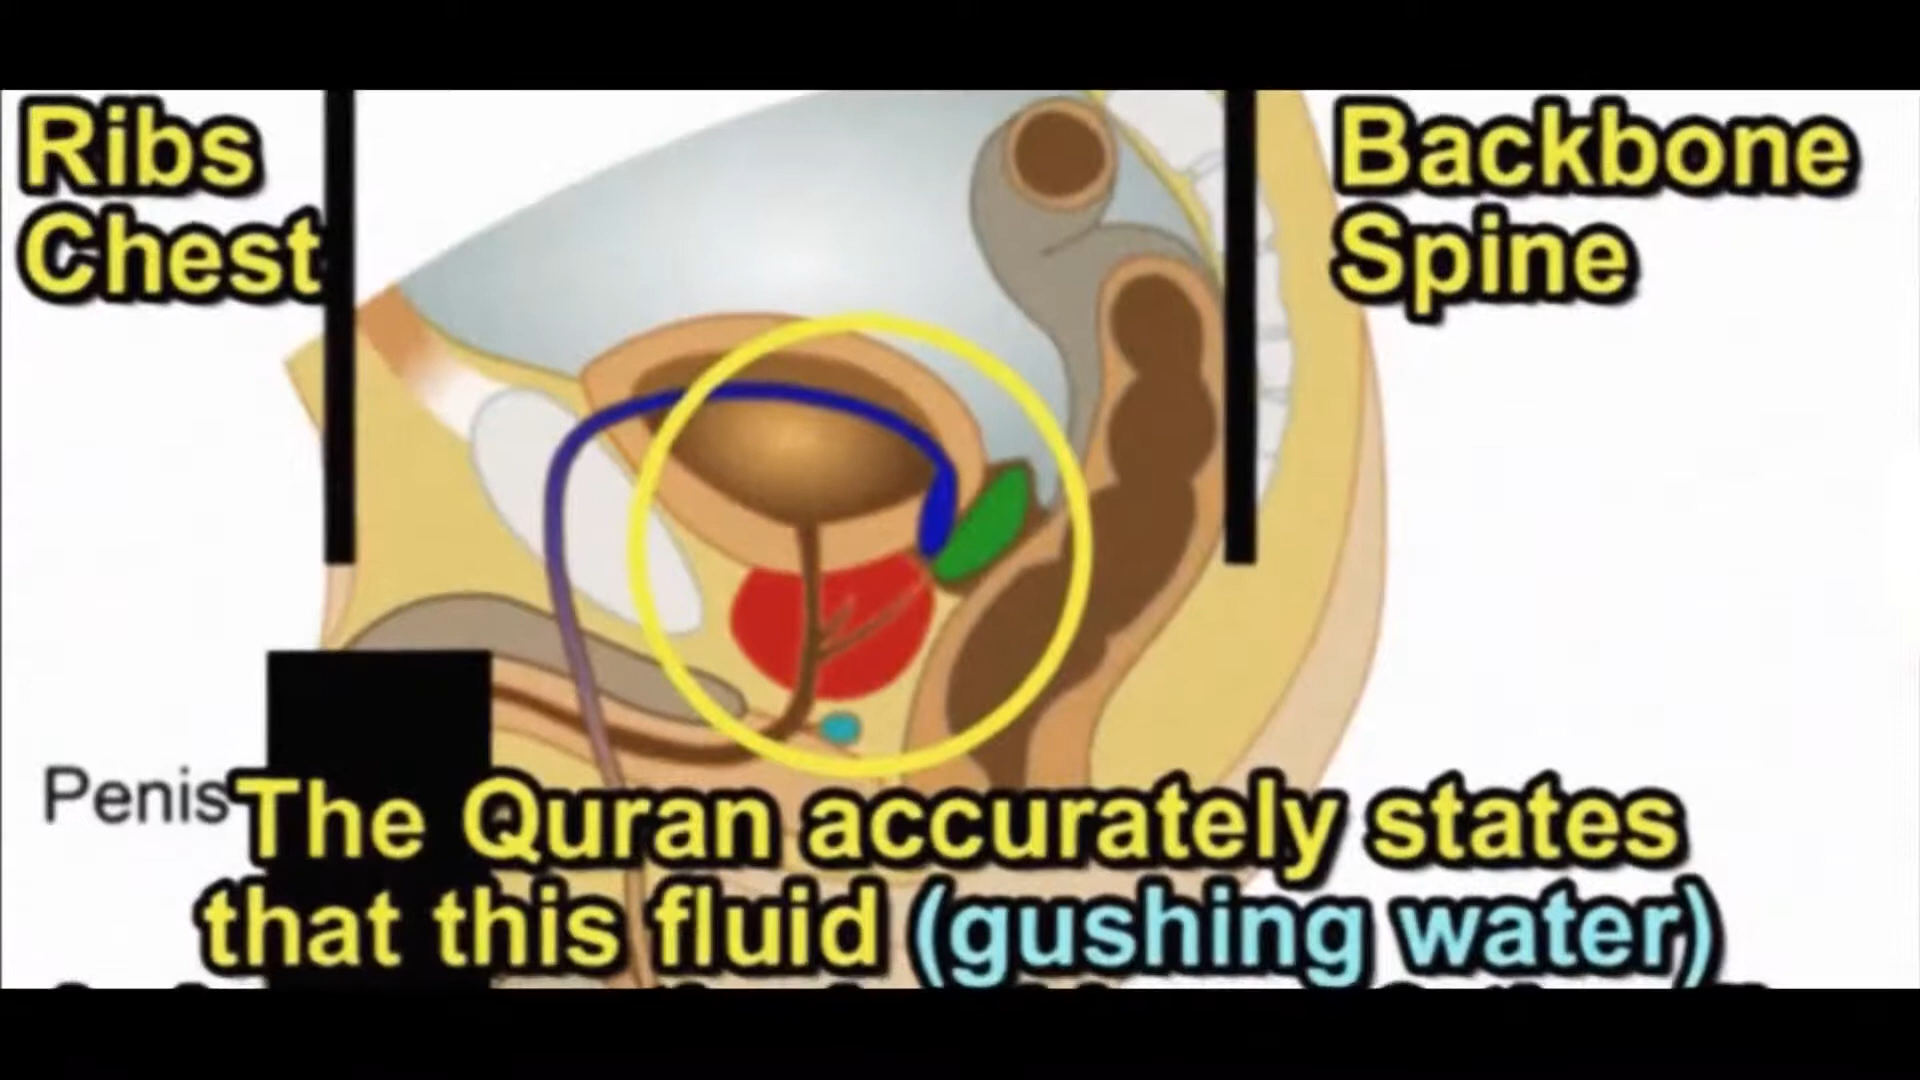 Ribs
Chest
Backbone
Spine
Penis
The Quran accurately states
that this fluid (gushing water)